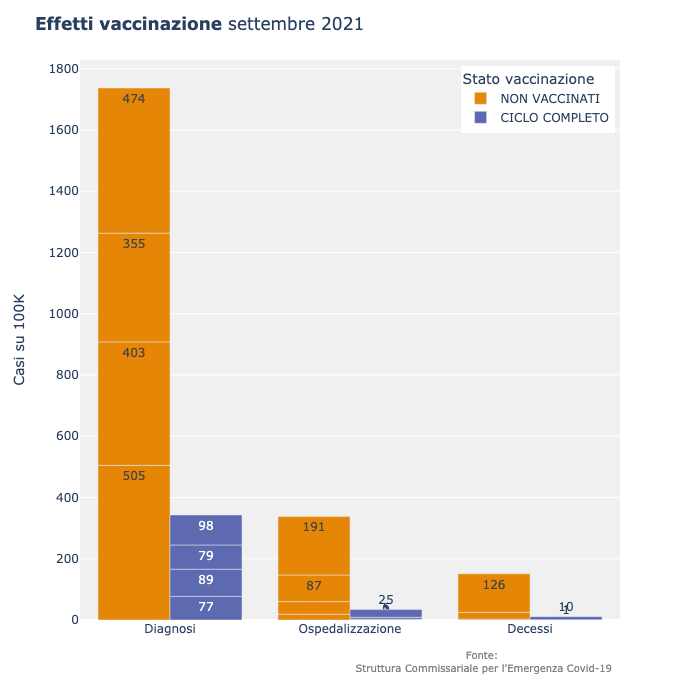 Effetti vaccinazione settembre 2021
Stato vaccinazione
NON VACCINATI
CICLO COMPLETO
Casi su 100K
1800
1600
1400
1200
1000
800
600
400
200
0
474
355
403
505
98
79
89
77
191
87
25
126
10
1
Diagnosi
Ospedalizzazione
Decessi
Fonte:
Struttura Commissariale per l'Emergenza Covid-19